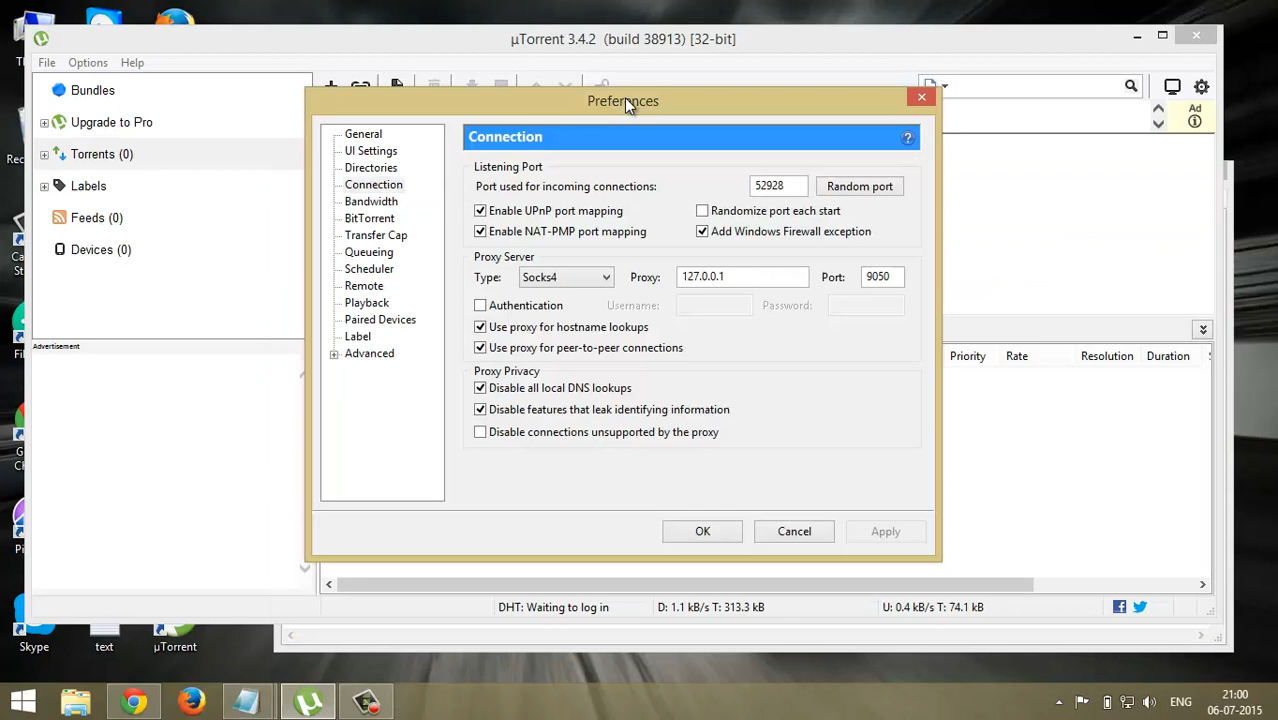 µTorrent 3.4.2 (build 38913) [32-bit]
File Options Help
Bundles
Upgrade to Pro
Torrents (0)
Labels
Feeds (0)
Devices (0)
Advertisement
Ad
Preferences
General
UI Settings
Directories
Connection
Bandwidth
BitTorrent
Transfer Cap
Queueing
Scheduler
Remote
Playback
Paired Devices
Label
Advanced
Connection
Listening Port
Port used for incoming connections: 52928 Random port
Enable UPnP port mapping Randomize port each start
Enable NAT-PMP port mapping Add Windows Firewall exception
Proxy Server
Type: Socks4 Proxy: 127.0.0.1 Port: 9050
Authentication Username: Password:
Use proxy for hostname lookups
Use proxy for peer-to-peer connections
Proxy Privacy
Disable all local DNS lookups
Disable features that leak identifying information
Disable connections unsupported by the proxy
OK Cancel Apply
Priority Rate Resolution Duration
DHT: Waiting to log in D: 1.1 kB/s T: 313.3 kB U: 0.4 kB/s T: 74.1 kB
Skype text µTorrent
ENG
21:00
06-07-2015